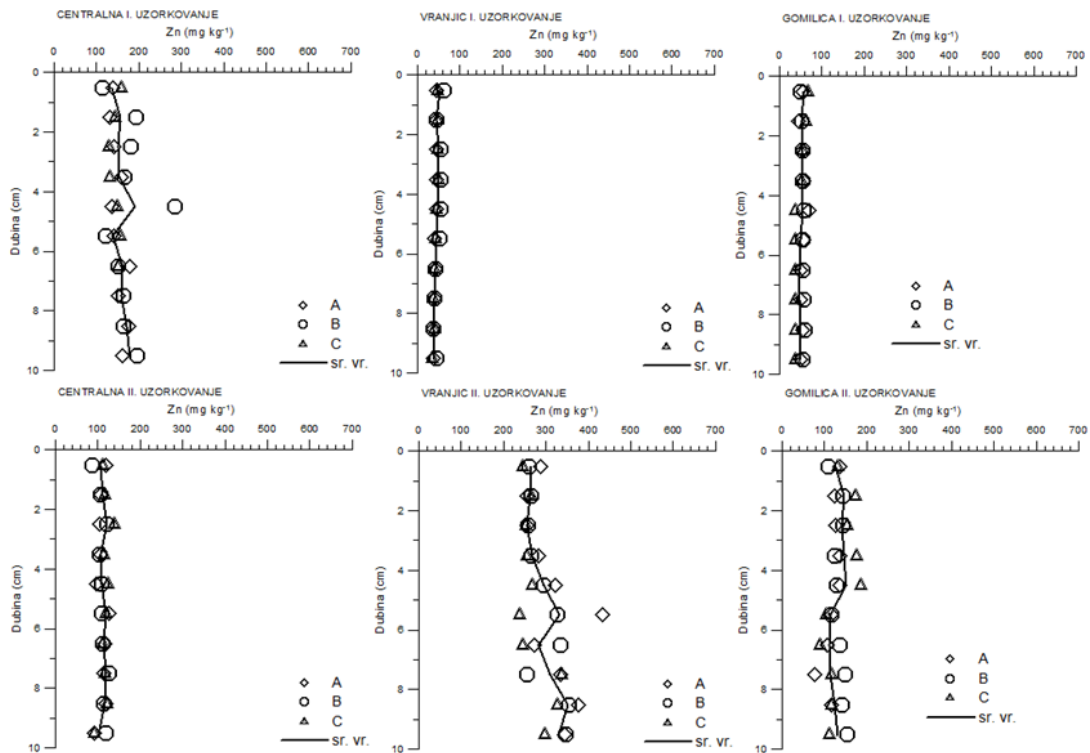 CENTRALNA I. UZORKOVANJE
Zn (mg kg⁻¹)
0 100 200 300 400 500 600 700
Dubina (cm)
0
2
4
6
8
10
A
B
C
sr. vr.
VRANJIC I. UZORKOVANJE
Zn (mg kg⁻¹)
0 100 200 300 400 500 600 700
Dubina (cm)
0
2
4
6
8
10
A
B
C
sr. vr.
GOMILICA I. UZORKOVANJE
Zn (mg kg⁻¹)
0 100 200 300 400 500 600 700
Dubina (cm)
0
2
4
6
8
10
A
B
C
sr. vr.
CENTRALNA II. UZORKOVANJE
Zn (mg kg⁻¹)
0 100 200 300 400 500 600 700
Dubina (cm)
0
2
4
6
8
10
A
B
C
sr. vr.
VRANJIC II. UZORKOVANJE
Zn (mg kg⁻¹)
0 100 200 300 400 500 600 700
Dubina (cm)
0
2
4
6
8
10
A
B
C
sr. vr.
GOMILICA II. UZORKOVANJE
Zn (mg kg⁻¹)
0 100 200 300 400 500 600 700
Dubina (cm)
0
2
4
6
8
10
A
B
C
sr. vr.